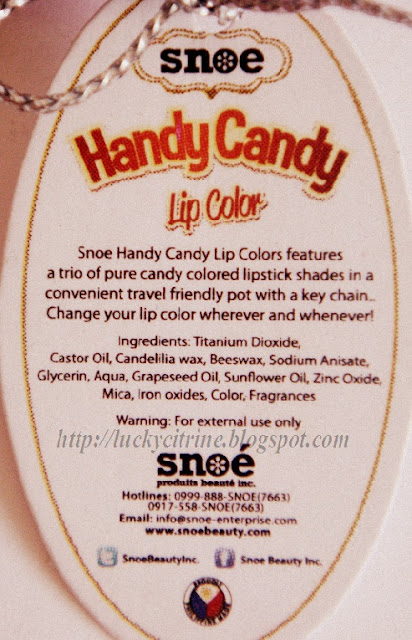 snoe
Handy Candy
Lip Color
Snoe Handy Candy Lip Colors features
a trio of pure candy colored lipstick shades in a
convenient travel friendly pot with a key chain..
Change your lip color wherever and whenever!
Ingredients: Titanium Dioxide,
Castor Oil, Candelilia wax, Beeswax, Sodium Anisate,
Glycerin, Aqua, Grapeseed Oil, Sunflower Oil, Zinc Oxide,
Mica, Iron oxides, Color, Fragrances
Warning: For external use only
http://luckycitrine.blogspot.com
snoé
produits beauté inc.
Hotlines: 0999-888-SNOE(7663)
0917-558-SNOE(7663)
Email: info@snoe-enterprise.com
www.snoebeauty.com
SnoeBeautyInc. Snoe Beauty Inc.
PROUDLY
PHILIPPINE MADE